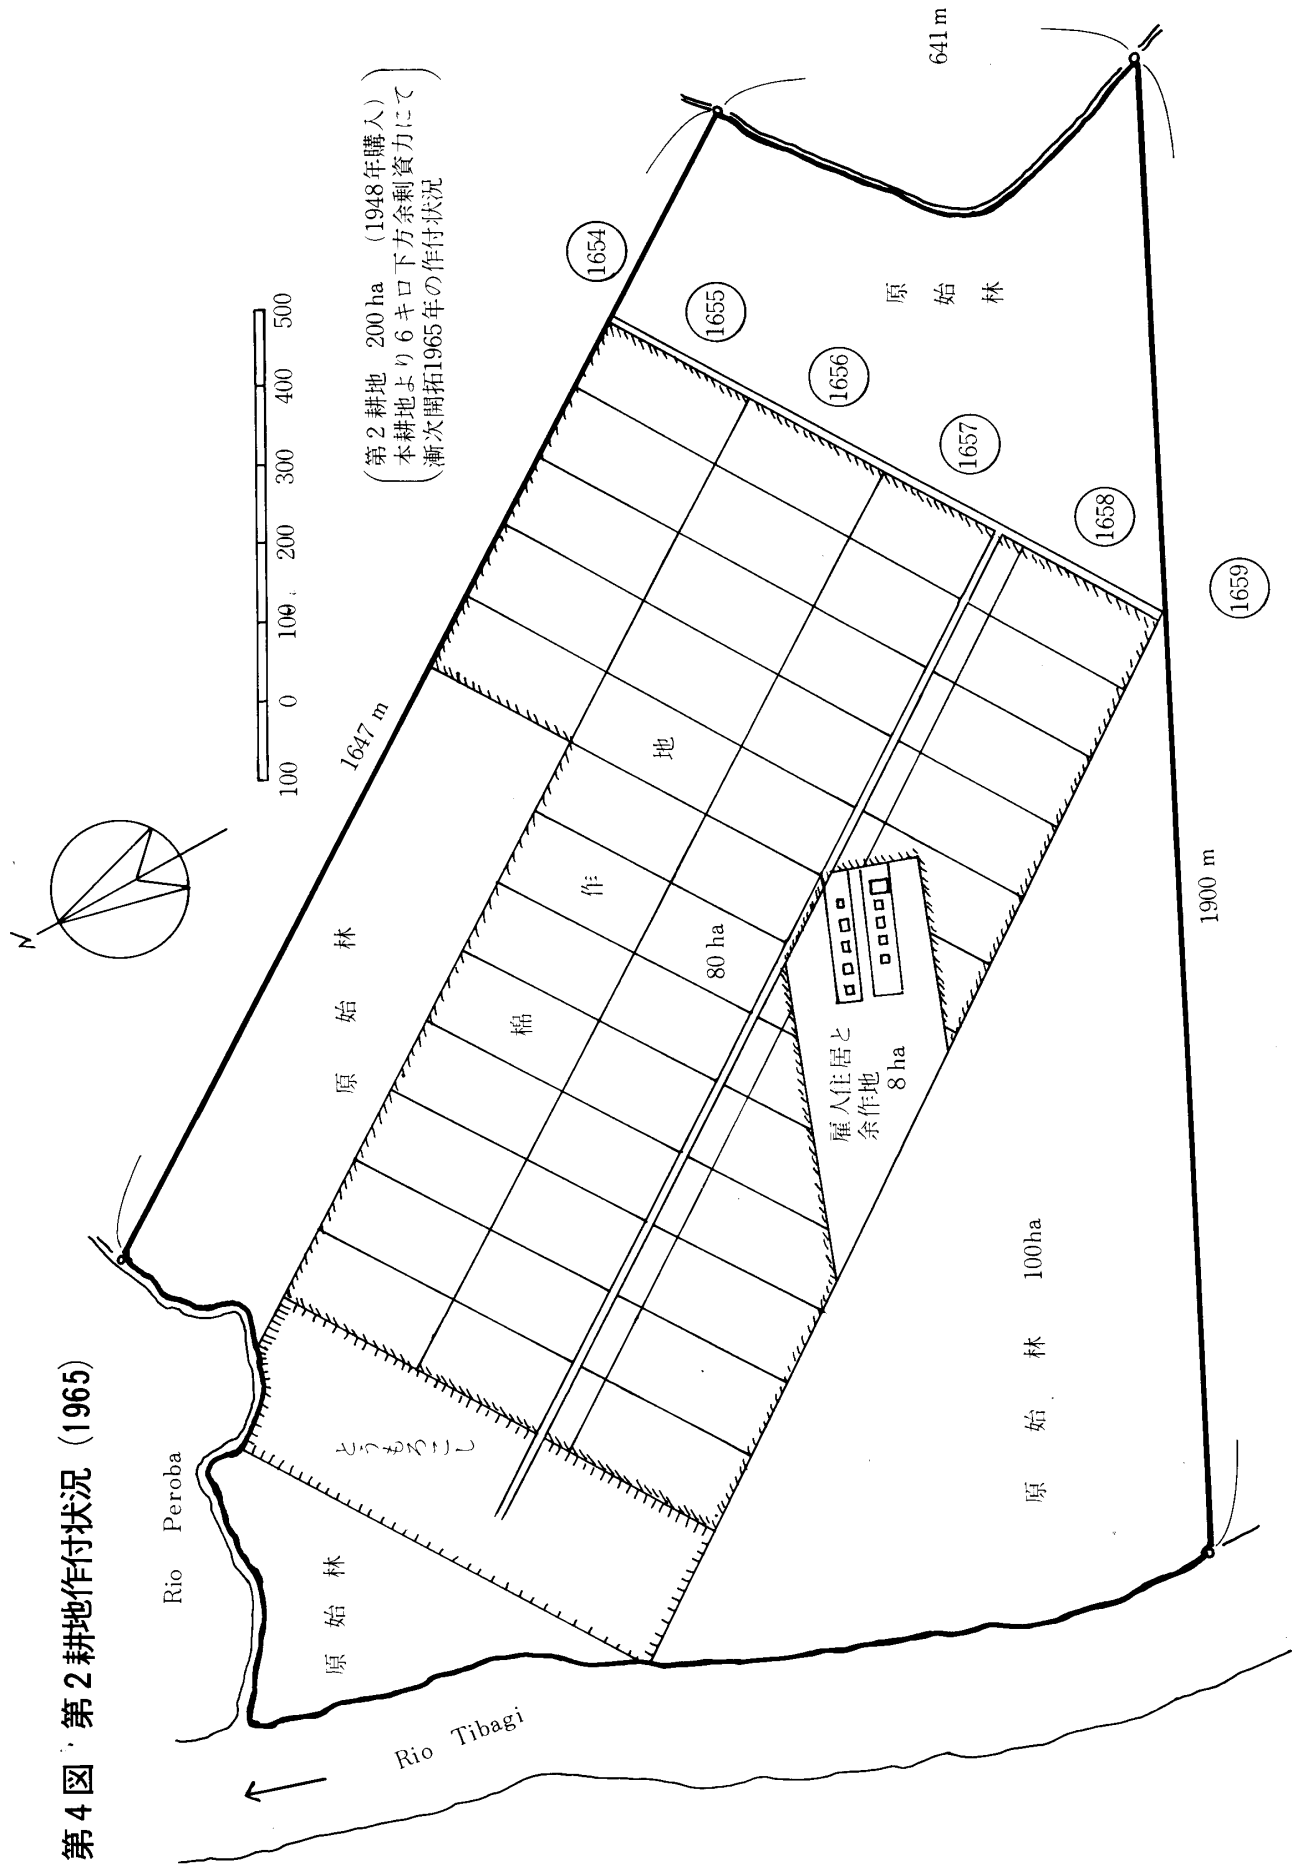 第4図 第2耕地作付状況 (1965)
N
100 0 100 200 300 400 500
(第2耕地 200ha (1948年購入)
本耕地より6キロ下方余剰資力にて
漸次開拓1965年の作付状況)
Rio Peroba
Rio Tibagi
1647 m
641m
1900 m
1654
1655
1656
1657
1658
1659
原始林
原始林
原始林
とうもろこし
棉作地
80 ha
雇人住居と
余作地
8ha
原始林 100ha